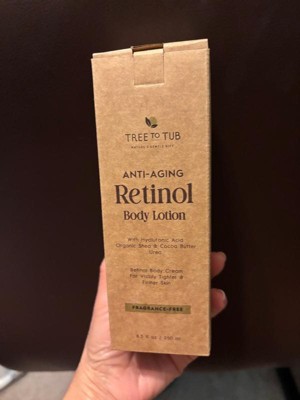 TREE TO TUB
ANTI-AGING
Retinol
Body Lotion
With Hyaluronic Acid
Organic Shea & Cocoa Butter
Retinol Body Cream
For Visibly Tighter &
Firmer Skin
FRAGRANCE-FREE